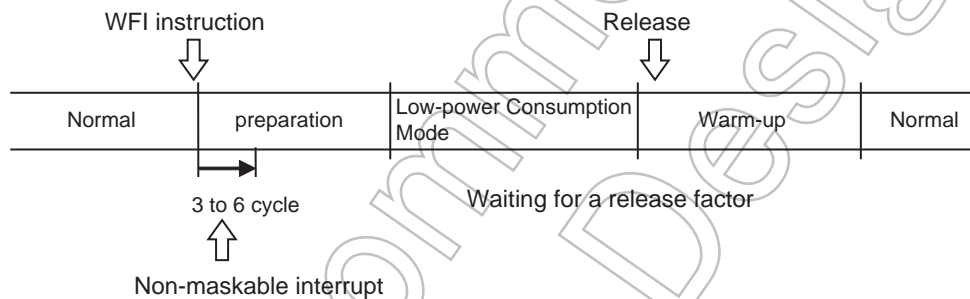 WFI instruction
Release
Normal
preparation
Low-power Consumption
Mode
Warm-up
Normal
3 to 6 cycle
Waiting for a release factor
Non-maskable interrupt